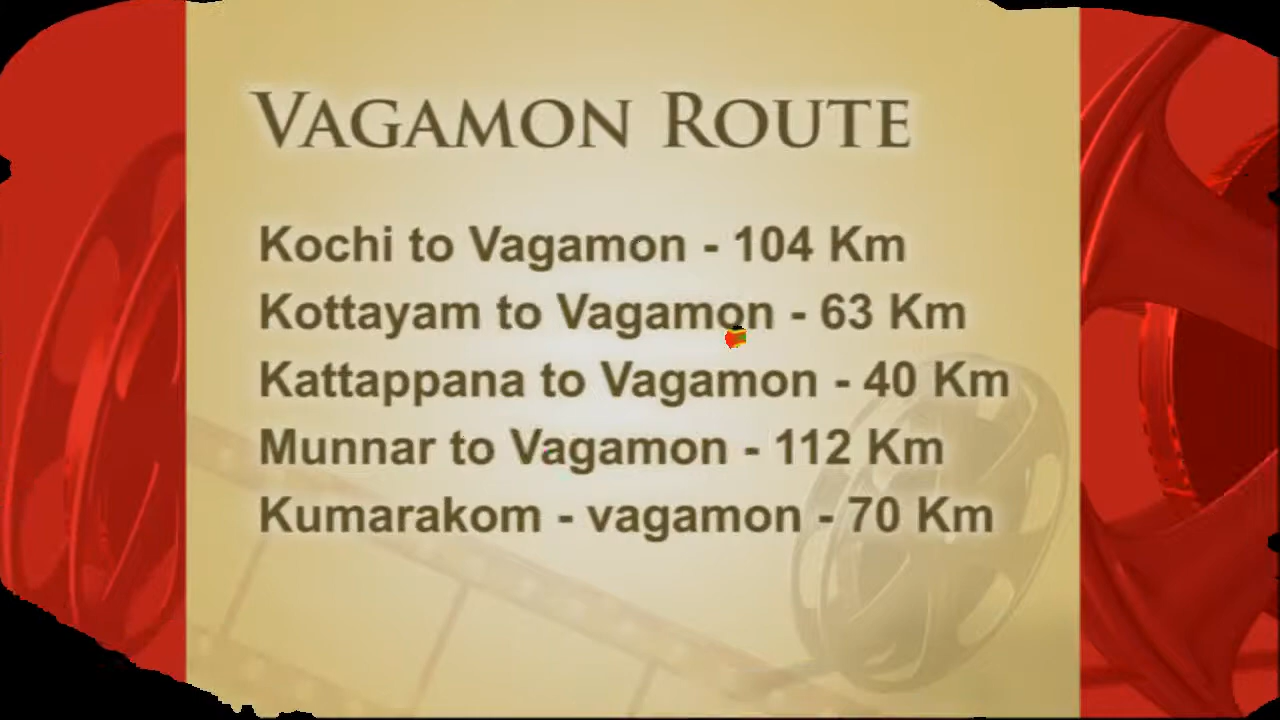 VAGAMON ROUTE
Kochi to Vagamon - 104 Km
Kottayam to Vagamon - 63 Km
Kattappana to Vagamon - 40 Km
Munnar to Vagamon - 112 Km
Kumarakom - vagamon - 70 Km